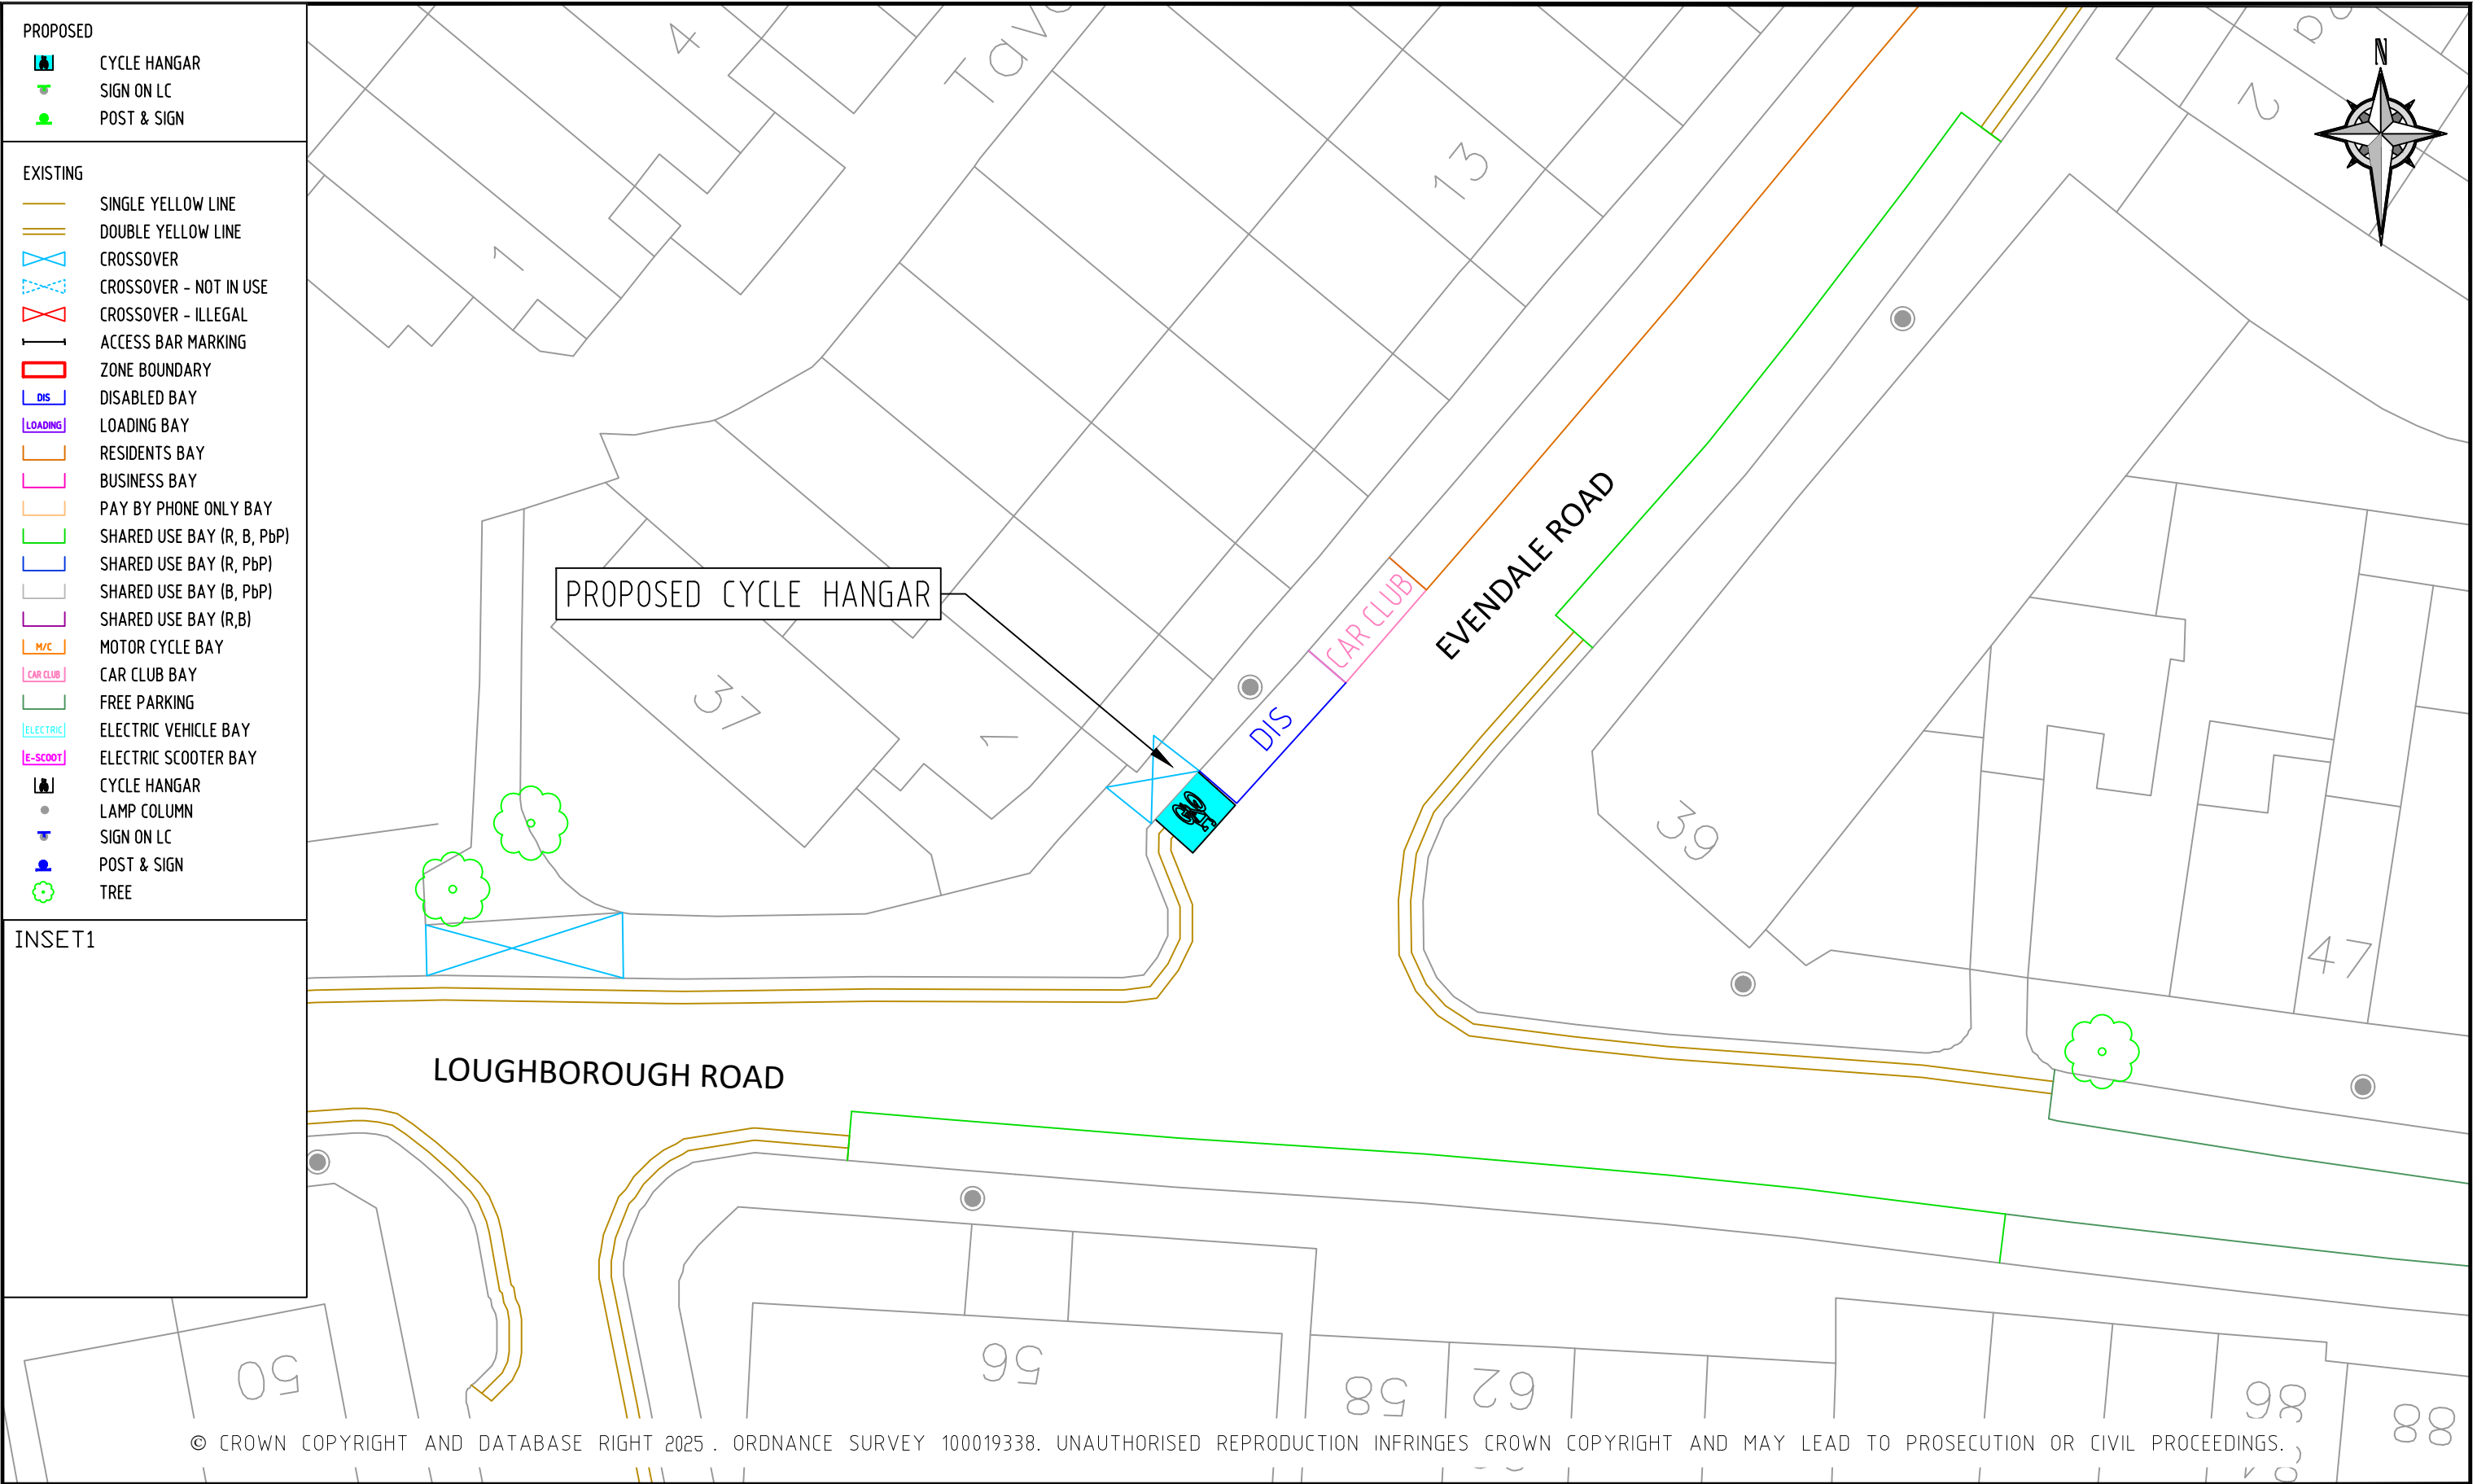 PROPOSED
CYCLE HANGAR
SIGN ON LC
POST & SIGN
EXISTING
SINGLE YELLOW LINE
DOUBLE YELLOW LINE
CROSSOVER
CROSSOVER - NOT IN USE
CROSSOVER - ILLEGAL
ACCESS BAR MARKING
ZONE BOUNDARY
DIS DISABLED BAY
LOADING LOADING BAY
RESIDENTS BAY
BUSINESS BAY
PAY BY PHONE ONLY BAY
SHARED USE BAY (R, B, PbP)
SHARED USE BAY (R, PbP)
SHARED USE BAY (B, PbP)
SHARED USE BAY (R,B)
M/C MOTOR CYCLE BAY
CAR CLUB CAR CLUB BAY
FREE PARKING
ELECTRIC ELECTRIC VEHICLE BAY
E-SCOOT ELECTRIC SCOOTER BAY
CYCLE HANGAR
LAMP COLUMN
SIGN ON LC
POST & SIGN
TREE
INSET1
4
N
2
13
1
EVENDALE ROAD
CAR CLUB
PROPOSED CYCLE HANGAR
37
1
DIS
39
47
LOUGHBOROUGH ROAD
50
56
58
62
86
88
© CROWN COPYRIGHT AND DATABASE RIGHT 2025 . ORDNANCE SURVEY 100019338. UNAUTHORISED REPRODUCTION INFRINGES CROWN COPYRIGHT AND MAY LEAD TO PROSECUTION OR CIVIL PROCEEDINGS.